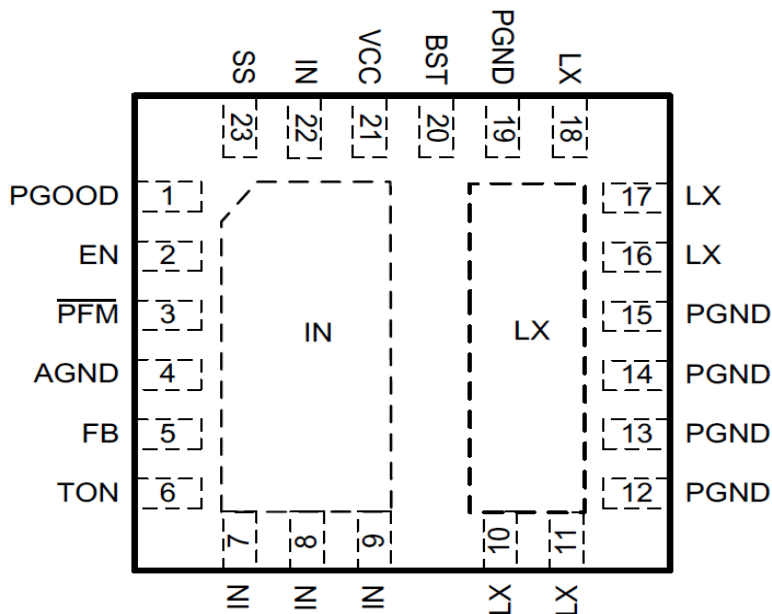 SS IN VCC BST PGND LX
23 22 21 20 19 18
PGOOD 1 17 LX
EN 2 16 LX
PFM 3 15 PGND
IN LX
AGND 4 14 PGND
FB 5 13 PGND
TON 6 12 PGND
7 8 9 10 11
IN IN IN LX LX